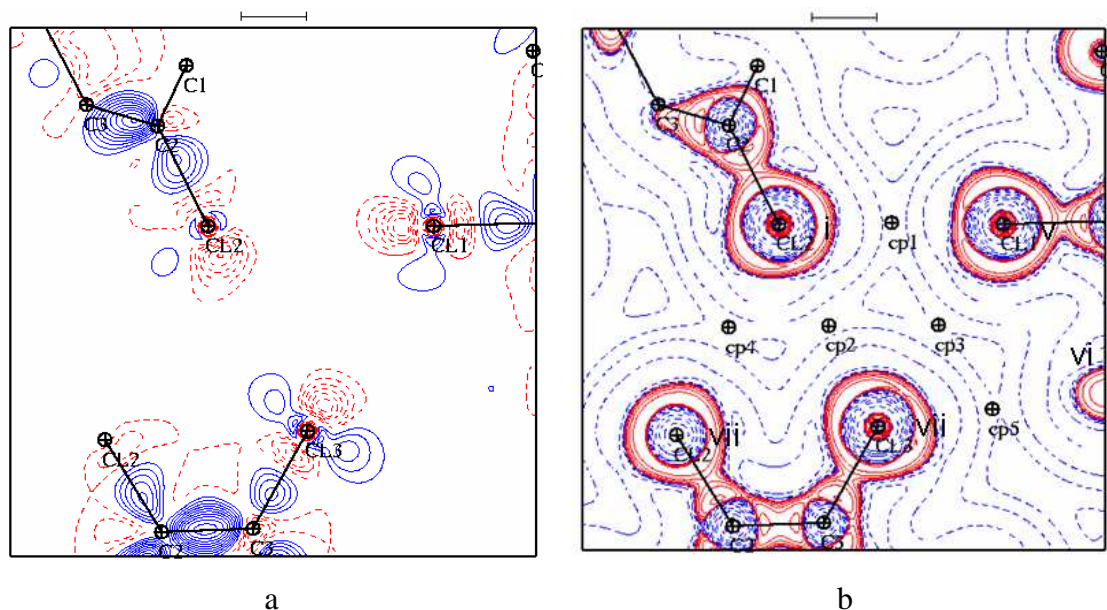 C1
C
C3
C2
CL2
CL1
CL2
CL3
C2
C3
a
C1
C3
C2
CL2 i
cp1
CL1 v
cp4
cp2
cp3
vi
cp5
CL2 vii
CL3 vii
C2
C3
b